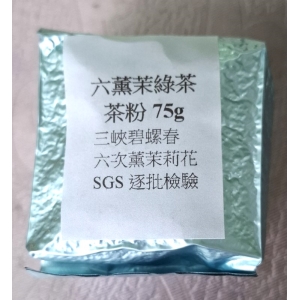 六薰茉綠茶
茶粉 75g
三峽碧螺春
六次薰茉莉花
SGS 逐批檢驗